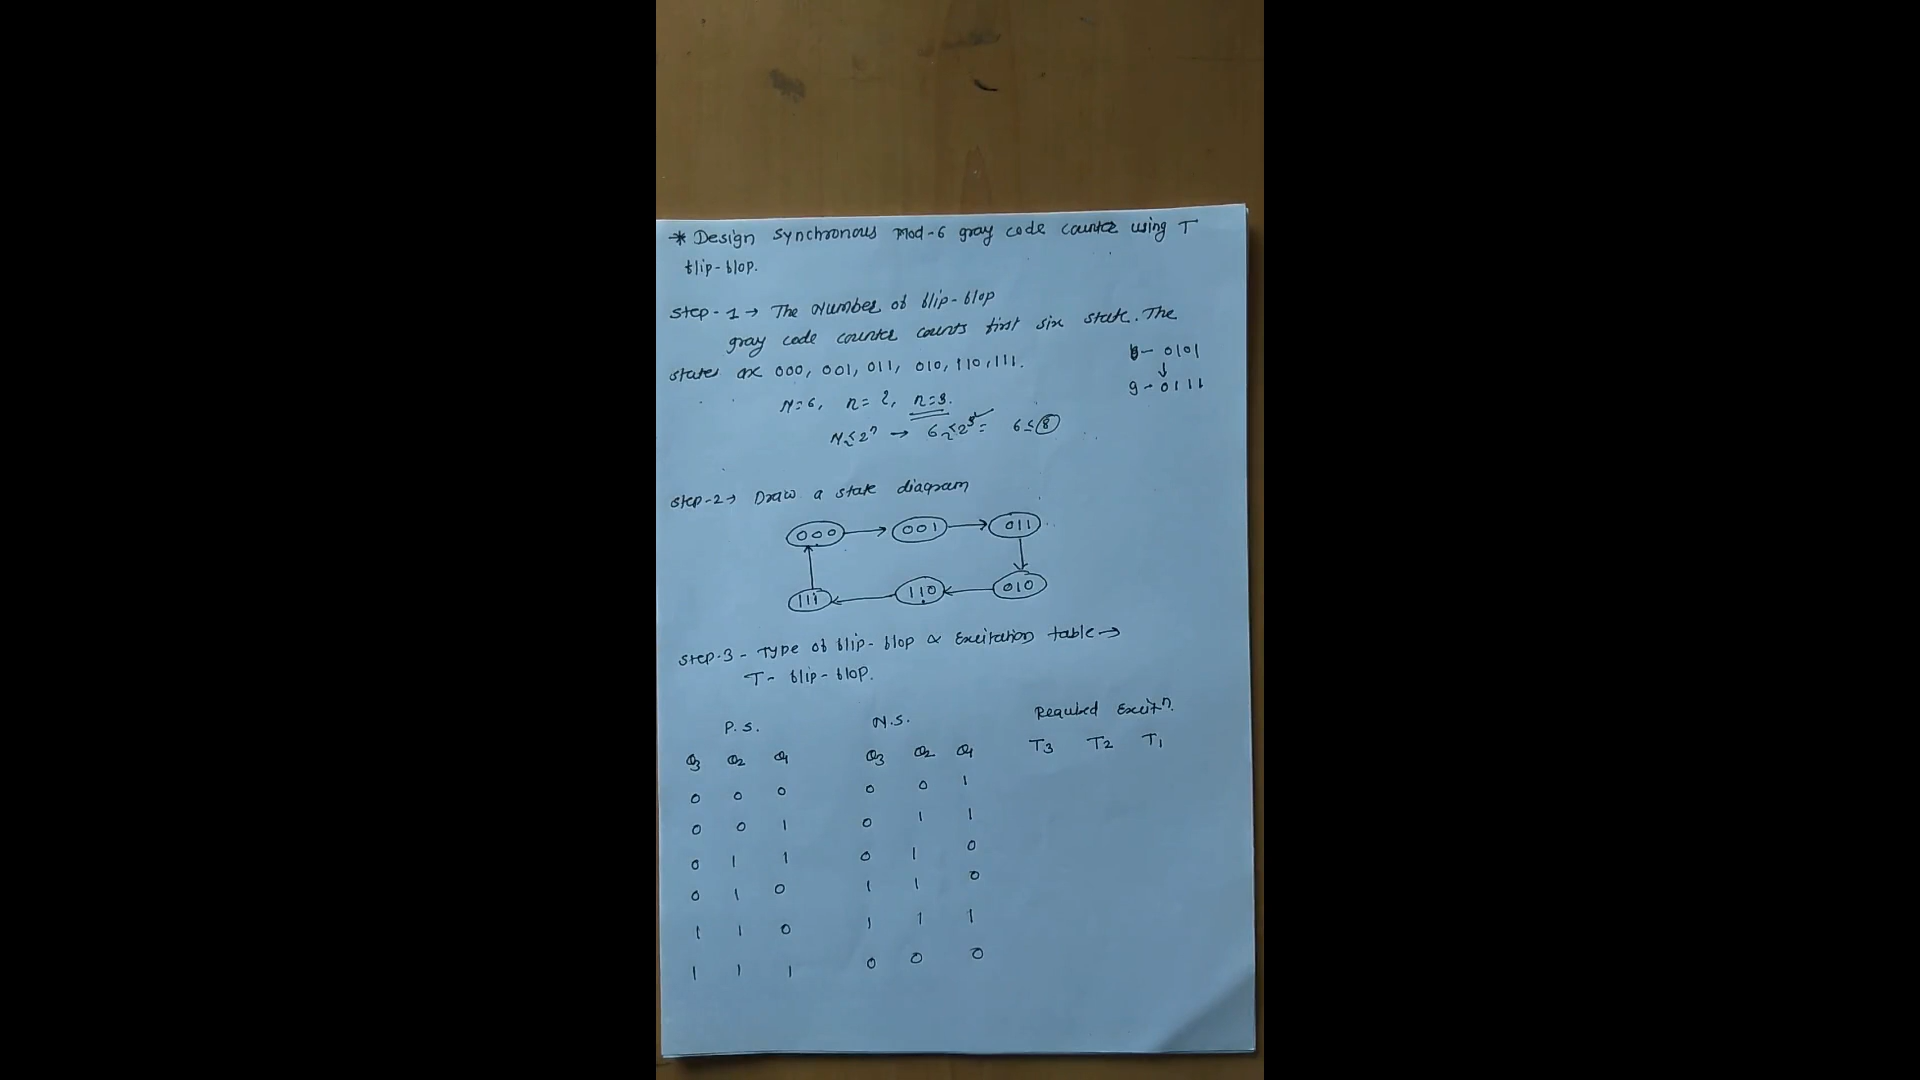 * Design synchronous mod-6 gray code counter using T
flip-flop.
Step-1 → The Number of flip-flop
gray code counter counts first six state. The
states are 000, 001, 011, 010, 110, 111.
b- 0101
↓
g- 0111
N=6, n=?, n=3.
N≤2ⁿ → 6≤2³= 6≤8
Step-2→ Draw a state diagram
000 → 001 → 011
111 ← 110 ← 010
Step-3 - Type of flip-flop & Excitation table →
T- flip-flop.
P.S. N.S. Required Excitⁿ.
Q3 Q2 Q1 Q3 Q2 Q1 T3 T2 T1
0 0 0 0 0 1
0 0 1 0 1 1
0 1 1 0 1 0
0 1 0 1 1 0
1 1 0 1 1 1
1 1 1 0 0 0